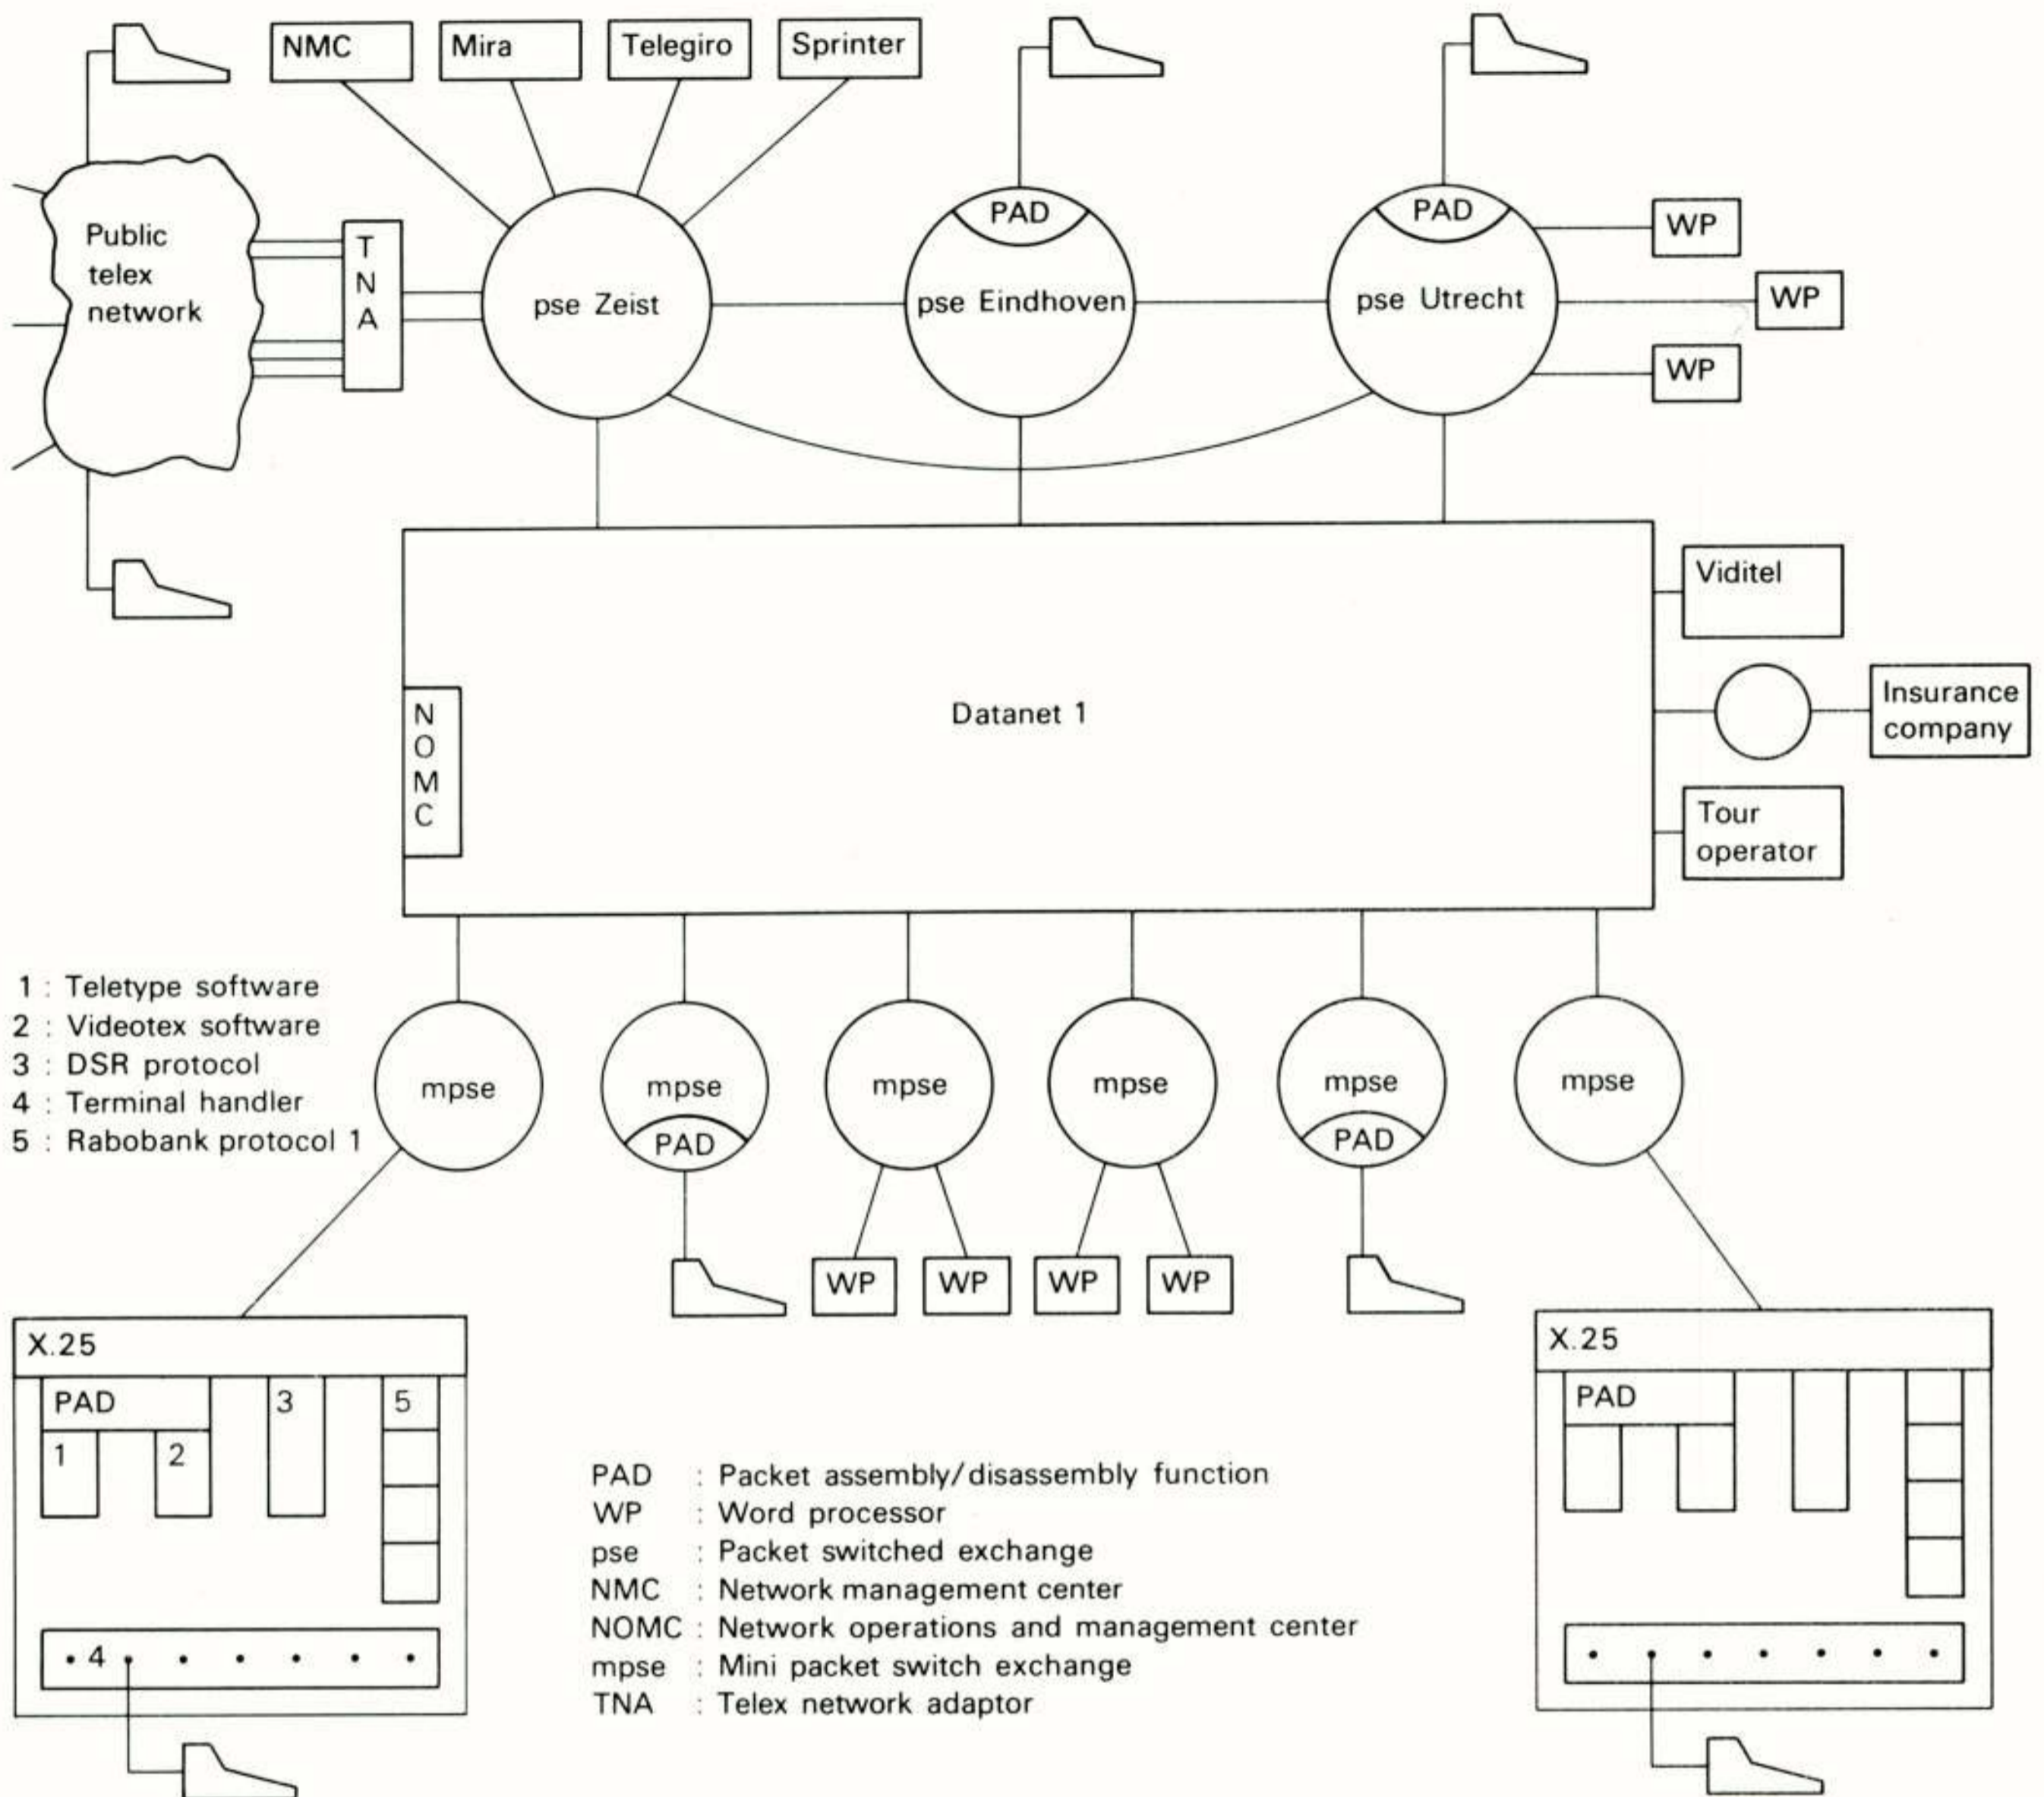 NMC
Mira
Telegiro
Sprinter
Public
telex
network
T
N
A
pse Zeist
PAD
pse Eindhoven
PAD
pse Utrecht
WP
WP
WP
Viditel
Insurance
company
Tour
operator
N
O
M
C
Datanet 1
1 : Teletype software
2 : Videotex software
3 : DSR protocol
4 : Terminal handler
5 : Rabobank protocol 1
mpse
mpse
PAD
mpse
mpse
mpse
PAD
mpse
WP
WP
WP
WP
X.25
PAD
1
2
3
5
4
X.25
PAD
PAD : Packet assembly/disassembly function
WP : Word processor
pse : Packet switched exchange
NMC : Network management center
NOMC : Network operations and management center
mpse : Mini packet switch exchange
TNA : Telex network adaptor